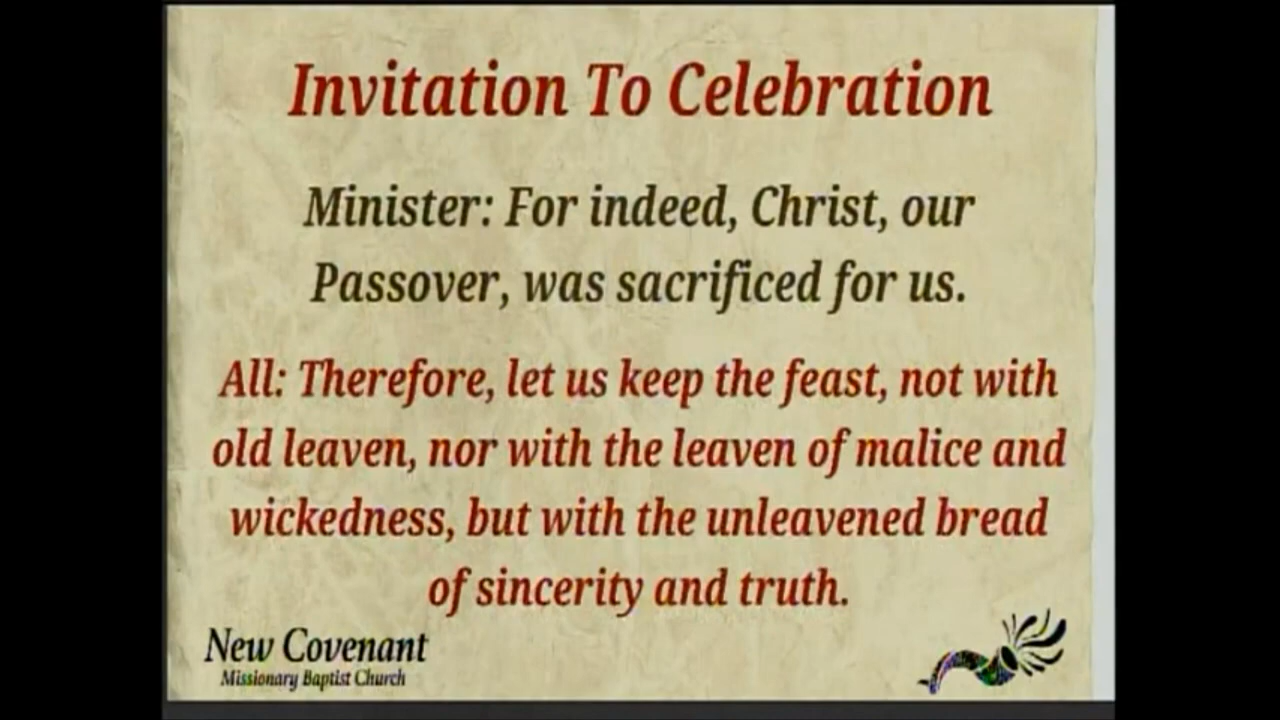 Invitation To Celebration
Minister: For indeed, Christ, our
Passover, was sacrificed for us.
All: Therefore, let us keep the feast, not with
old leaven, nor with the leaven of malice and
wickedness, but with the unleavened bread
of sincerity and truth.
New Covenant
Missionary Baptist Church